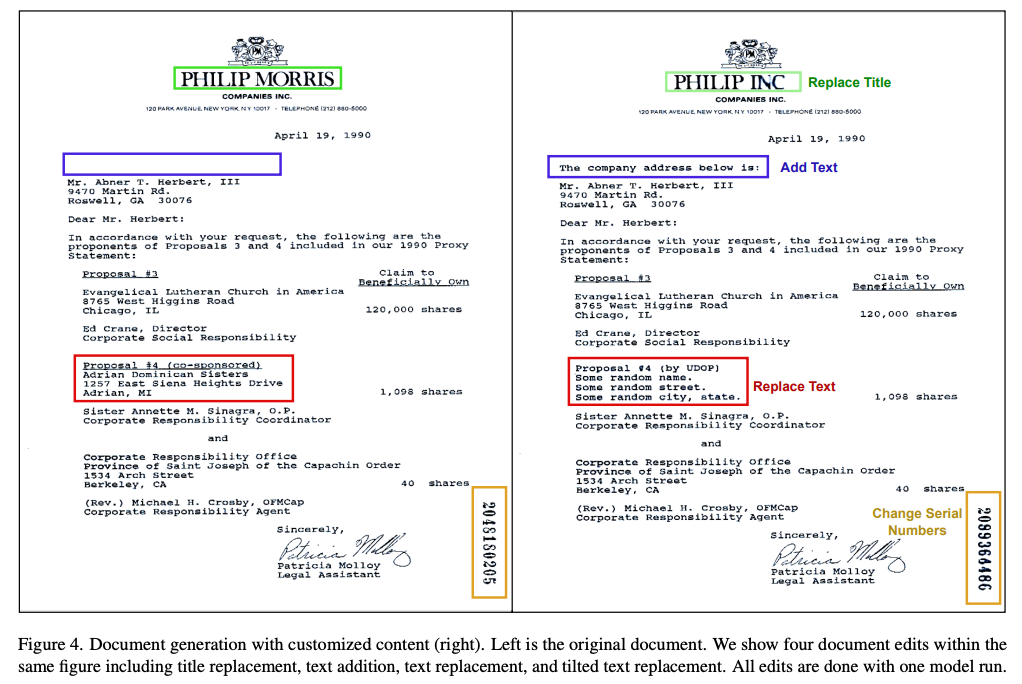 PHILIP MORRIS
COMPANIES INC.
120 PARK AVENUE, NEW YORK, N.Y. 10017 - TELEPHONE (212) 880-5000
April 19, 1990
Mr. Abner T. Herbert, III
9470 Martin Rd.
Roswell, GA 30076
Dear Mr. Herbert:
In accordance with your request, the following are the
proponents of Proposals 3 and 4 included in our 1990 Proxy
Statement:
Proposal #3
Claim to
Beneficially Own
Evangelical Lutheran Church in America
8765 West Higgins Road
Chicago, IL
120,000 shares
Ed Crane, Director
Corporate Social Responsibility
Proposal #4 (co-sponsored)
Adrian Dominican Sisters
1257 East Siena Heights Drive
Adrian, MI
1,098 shares
Sister Annette M. Sinagra, O.P.
Corporate Responsibility Coordinator
and
Corporate Responsibility Office
Province of Saint Joseph of the Capachin Order
1534 Arch Street
Berkeley, CA
40 shares
(Rev.) Michael H. Crosby, OFMCap
Corporate Responsibility Agent
Sincerely,
Patricia Molloy
Patricia Molloy
Legal Assistant
2048180205
PHILIP INC
Replace Title
COMPANIES INC.
120 PARK AVENUE, NEW YORK, N.Y. 10017 - TELEPHONE (212) 880-5000
April 19, 1990
The company address below is:
Add Text
Mr. Abner T. Herbert, III
9470 Martin Rd.
Roswell, GA 30076
Dear Mr. Herbert:
In accordance with your request, the following are the
proponents of Proposals 3 and 4 included in our 1990 Proxy
Statement:
Proposal #3
Claim to
Beneficially Own
Evangelical Lutheran Church in America
8765 West Higgins Road
Chicago, IL
120,000 shares
Ed Crane, Director
Corporate Social Responsibility
Proposal #4 (by UDOP)
Some random name.
Some random street.
Some random city, state.
Replace Text
1,098 shares
Sister Annette M. Sinagra, O.P.
Corporate Responsibility Coordinator
and
Corporate Responsibility Office
Province of Saint Joseph of the Capachin Order
1534 Arch Street
Berkeley, CA
40 shares
(Rev.) Michael H. Crosby, OFMCap
Corporate Responsibility Agent
Change Serial
Numbers
Sincerely,
Patricia Molloy
Patricia Molloy
Legal Assistant
2099366486
Figure 4. Document generation with customized content (right). Left is the original document. We show four document edits within the
same figure including title replacement, text addition, text replacement, and tilted text replacement. All edits are done with one model run.